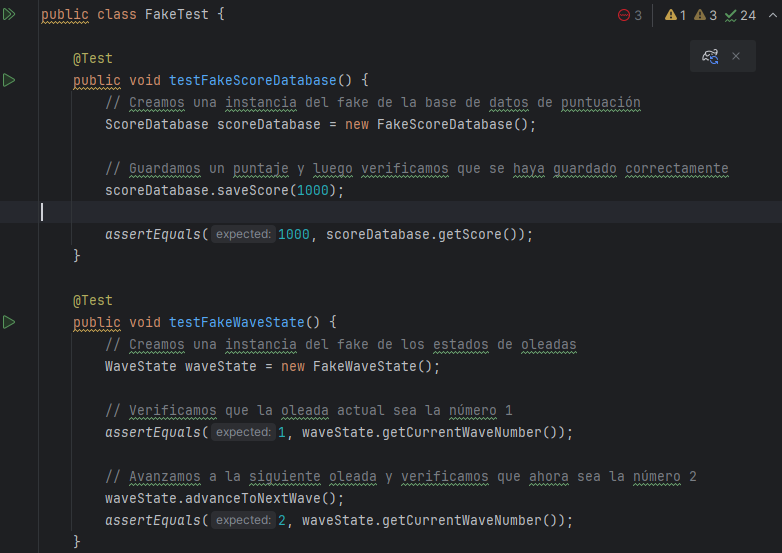 public class FakeTest {
3 1 3 24
@Test
public void testFakeScoreDatabase() {
// Creamos una instancia del fake de la base de datos de puntuación
ScoreDatabase scoreDatabase = new FakeScoreDatabase();
// Guardamos un puntaje y luego verificamos que se haya guardado correctamente
scoreDatabase.saveScore(1000);
assertEquals( expected: 1000, scoreDatabase.getScore());
}
@Test
public void testFakeWaveState() {
// Creamos una instancia del fake de los estados de oleadas
WaveState waveState = new FakeWaveState();
// Verificamos que la oleada actual sea la número 1
assertEquals( expected: 1, waveState.getCurrentWaveNumber());
// Avanzamos a la siguiente oleada y verificamos que ahora sea la número 2
waveState.advanceToNextWave();
assertEquals( expected: 2, waveState.getCurrentWaveNumber());
}